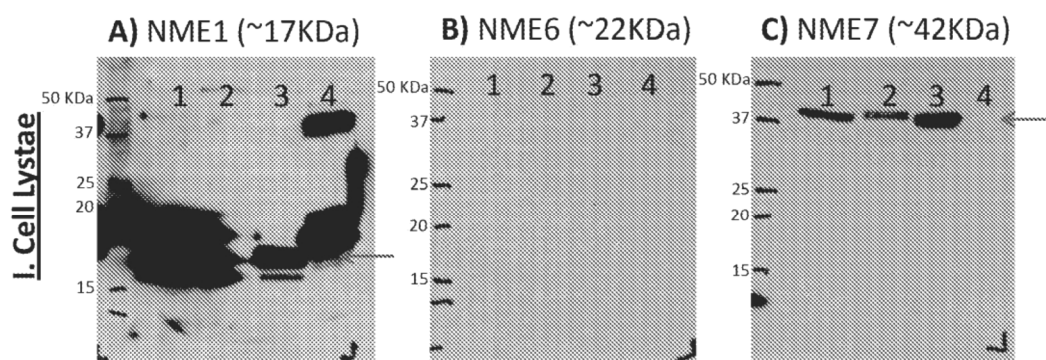 A) NME1 (~17KDa)
B) NME6 (~22KDa)
C) NME7 (~42KDa)
I. Cell Lystae
50 KDa
37
25
20
15
1 2 3 4
50 KDa
37
25
20
15
1 2 3 4
50 KDa
37
25
20
15
1 2 3 4